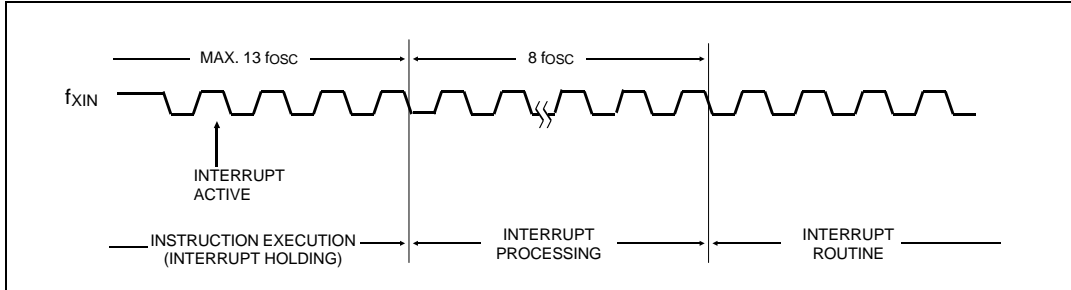 MAX. 13 fOSC
8 fOSC
fXIN
INTERRUPT
ACTIVE
INSTRUCTION EXECUTION
(INTERRUPT HOLDING)
INTERRUPT
PROCESSING
INTERRUPT
ROUTINE